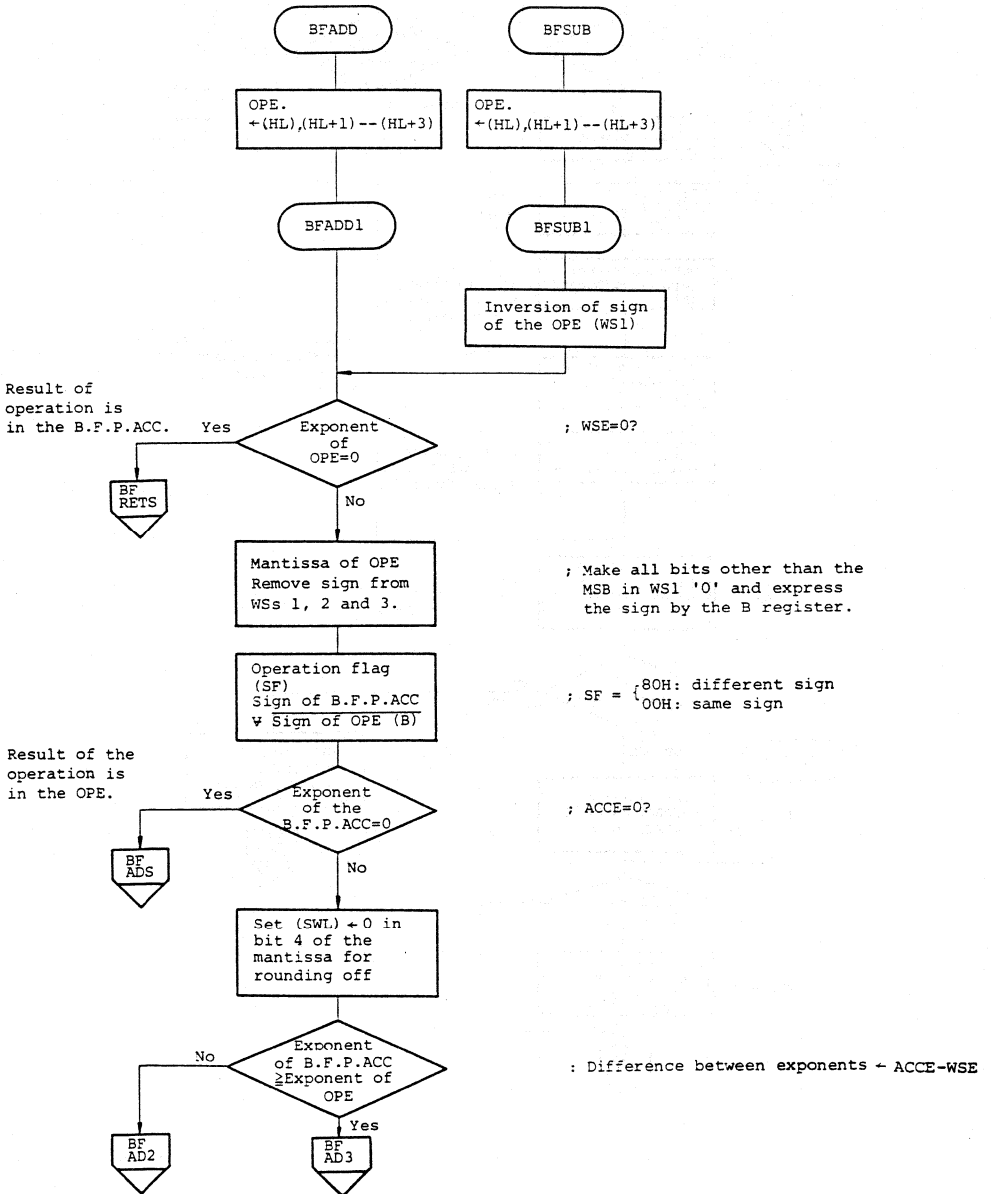 BFADD
BFSUB
OPE.
←(HL),(HL+1)--(HL+3)
OPE.
←(HL),(HL+1)--(HL+3)
BFADD1
BFSUB1
Inversion of sign
of the OPE (WS1)
Result of
operation is
in the B.F.P.ACC.
Yes
Exponent
of
OPE=0
; WSE=0?
BF
RETS
No
Mantissa of OPE
Remove sign from
WSs 1, 2 and 3.
; Make all bits other than the
MSB in WS1 '0' and express
the sign by the B register.
Operation flag
(SF)
Sign of B.F.P.ACC
⊻ Sign of OPE (B)
; SF = {80H: different sign
00H: same sign
Result of the
operation is
in the OPE.
Yes
Exponent
of the
B.F.P.ACC=0
; ACCE=0?
BF
ADS
No
Set (SWL) ← 0 in
bit 4 of the
mantissa for
rounding off
No
Exponent
of B.F.P.ACC
≧Exponent of
OPE
: Difference between exponents ← ACCE-WSE
Yes
BF
AD2
BF
AD3